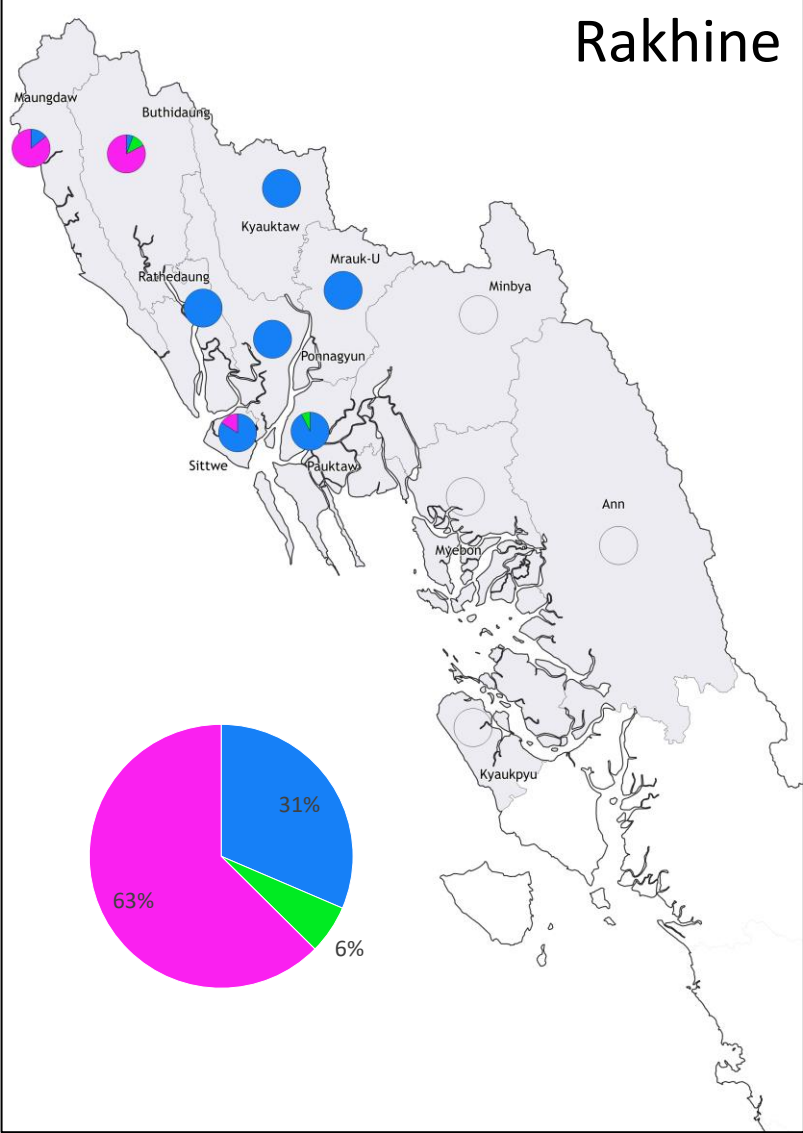 Rakhine
Maungdaw
Buthidaung
Kyauktaw
Mrauk-U
Rathedaung
Minbya
Ponnagyun
Sittwe
Pauktaw
Ann
Myebon
Kyaukpyu
31%
63%
6%